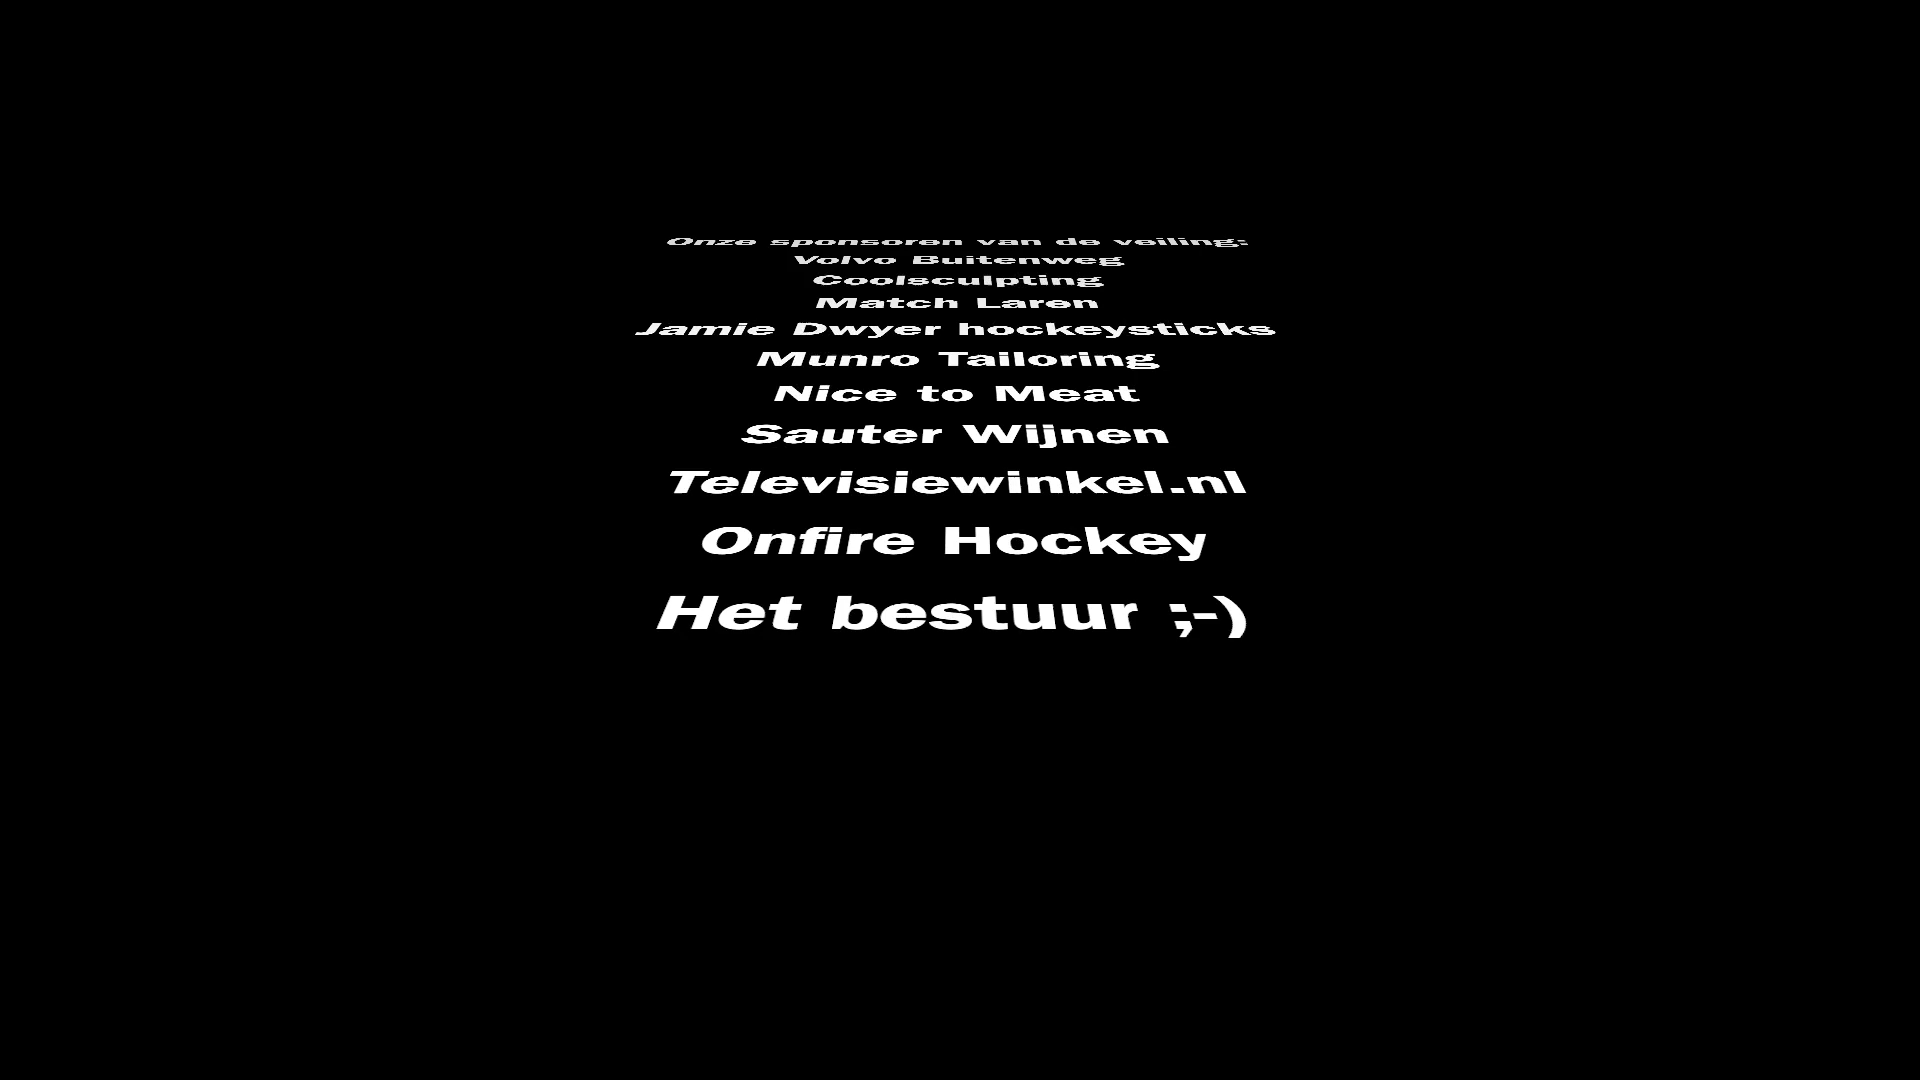 Onze sponsoren van de veiling:
Volvo Buitenweg
Coolsculpting
Match Laren
Jamie Dwyer hockeysticks
Munro Tailoring
Nice to Meat
Sauter Wijnen
Televisiewinkel.nl
Onfire Hockey
Het bestuur ;-)